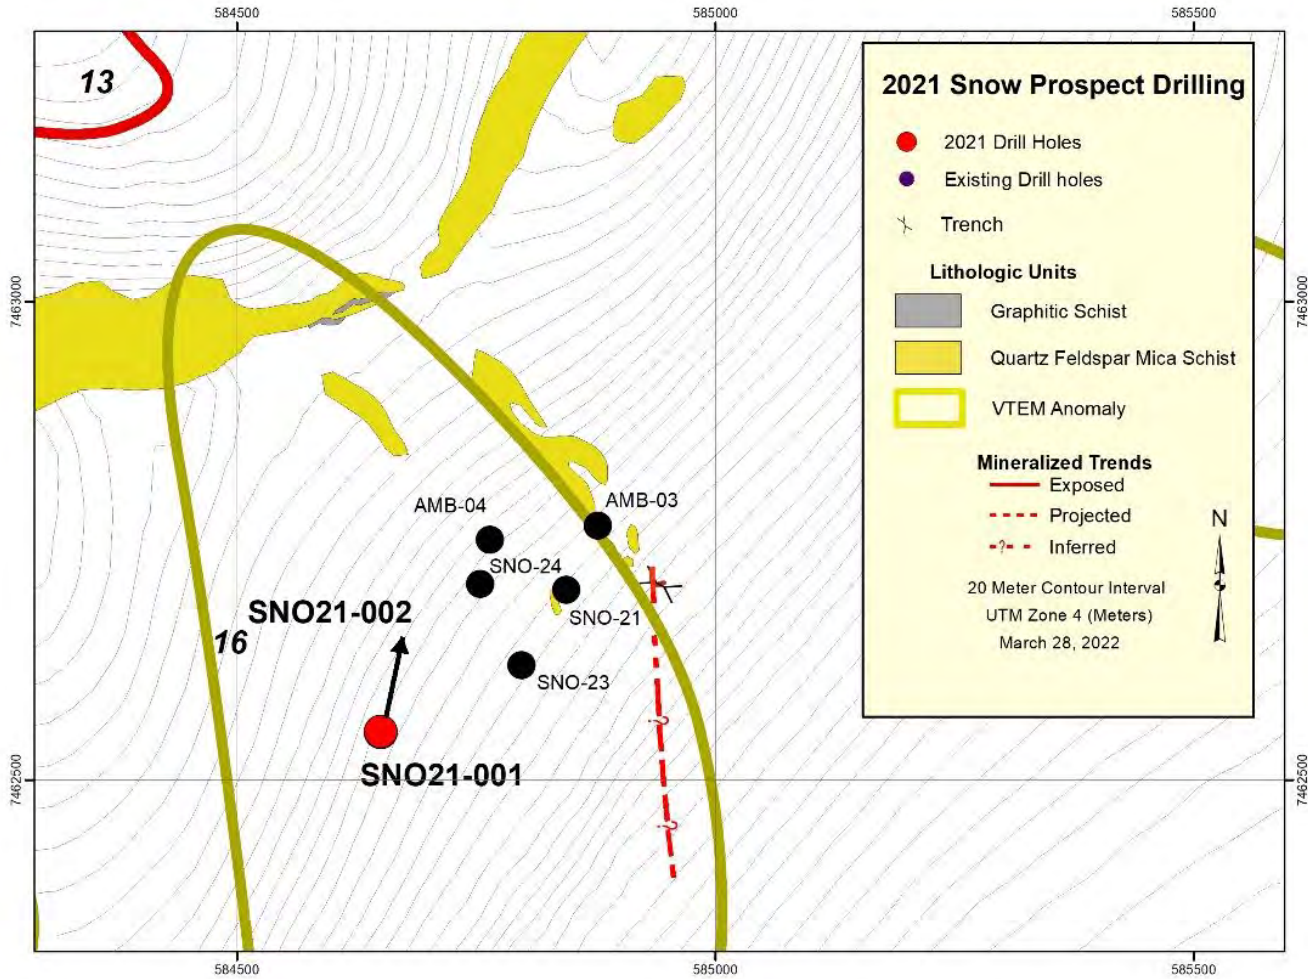 584500
585000
585500
13
2021 Snow Prospect Drilling
2021 Drill Holes
Existing Drill holes
Trench
Lithologic Units
Graphitic Schist
Quartz Feldspar Mica Schist
VTEM Anomaly
Mineralized Trends
Exposed
Projected
?
Inferred
N
20 Meter Contour Interval
UTM Zone 4 (Meters)
March 28, 2022
7463000
7463000
AMB-04
AMB-03
SNO-24
SNO21-002
SNO-21
16
SNO-23
?
SNO21-001
7462500
7462500
?
584500
585000
585500